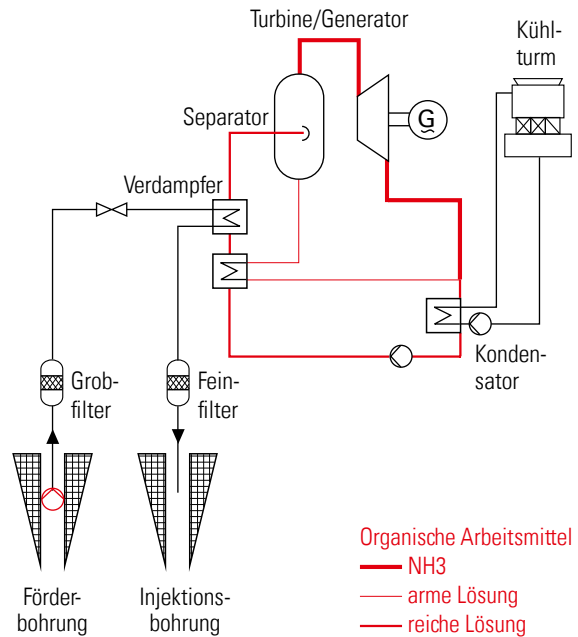 Turbine/Generator
Kühl-
turm
Separator
G
Verdampfer
Grob-
filter
Fein-
filter
Konden-
sator
Förder-
bohrung
Injektions-
bohrung
Organische Arbeitsmittel
NH3
arme Lösung
reiche Lösung